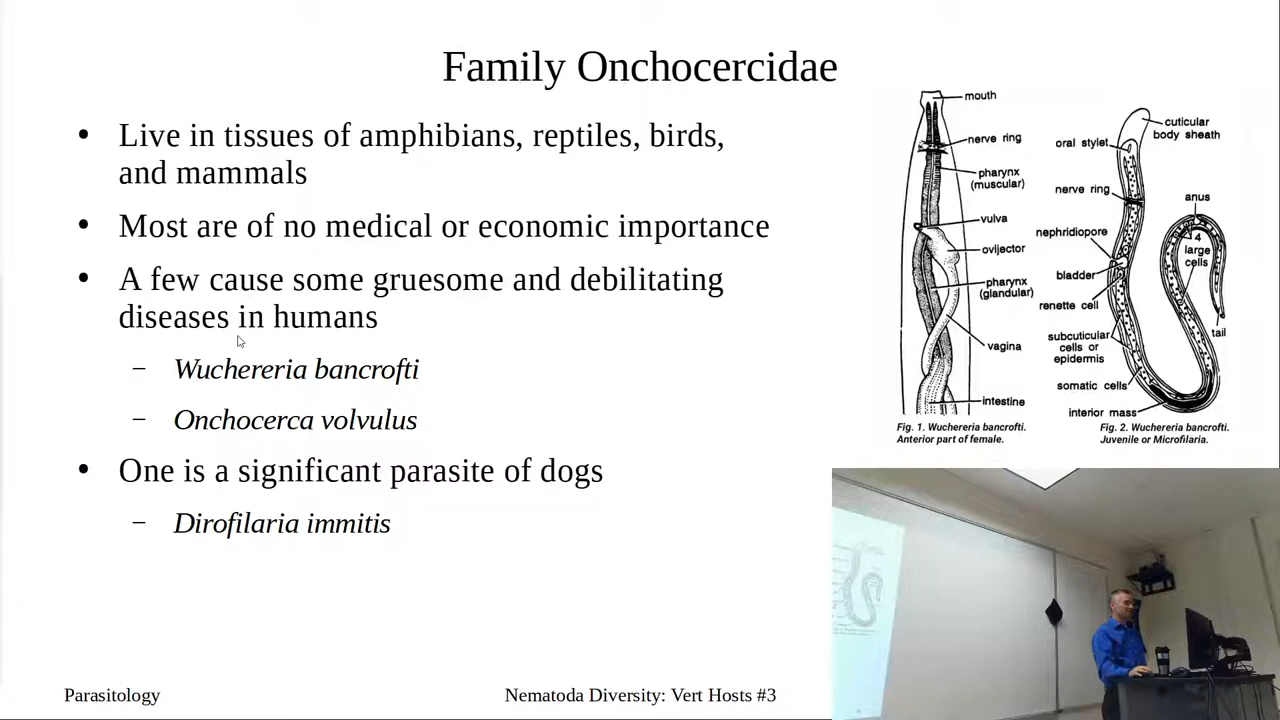 Family Onchocercidae
• Live in tissues of amphibians, reptiles, birds,
and mammals
• Most are of no medical or economic importance
• A few cause some gruesome and debilitating
diseases in humans
– Wuchereria bancrofti
– Onchocerca volvulus
• One is a significant parasite of dogs
– Dirofilaria immitis
mouth
nerve ring
pharynx
(muscular)
vulva
ovijector
pharynx
(glandular)
vagina
intestine
Fig. 1. Wuchereria bancrofti.
Anterior part of female.
cuticular
body sheath
oral stylet
nerve ring
anus
nephridiopore
4
large
cells
bladder
renette cell
tail
subcuticular
cells or
epidermis
somatic cells
interior mass
Fig. 2. Wuchereria bancrofti.
Juvenile or Microfilaria.
Parasitology
Nematoda Diversity: Vert Hosts #3